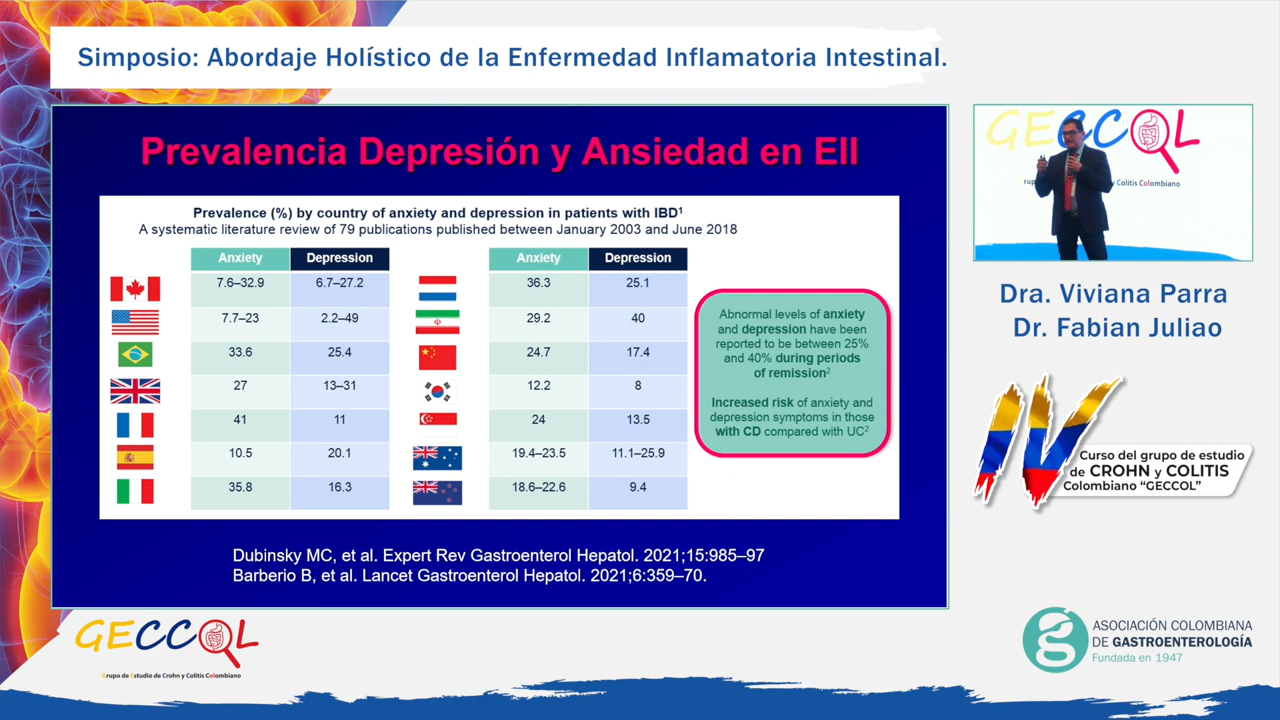 Simposio: Abordaje Holístico de la Enfermedad Inflamatoria Intestinal.
Prevalencia Depresión y Ansiedad en EII
Prevalence (%) by country of anxiety and depression in patients with IBD¹
A systematic literature review of 79 publications published between January 2003 and June 2018
Anxiety Depression Anxiety Depression
7.6–32.9 6.7–27.2 36.3 25.1
7.7–23 2.2–49 29.2 40
33.6 25.4 24.7 17.4
27 13–31 12.2 8
41 11 24 13.5
10.5 20.1 19.4–23.5 11.1–25.9
35.8 16.3 18.6–22.6 9.4
Abnormal levels of anxiety
and depression have been
reported to be between 25%
and 40% during periods
of remission²
Increased risk of anxiety and
depression symptoms in those
with CD compared with UC²
Dubinsky MC, et al. Expert Rev Gastroenterol Hepatol. 2021;15:985–97
Barberio B, et al. Lancet Gastroenterol Hepatol. 2021;6:359–70.
GECCOL
Grupo de Estudio de Crohn y Colitis Colombiano
GECCOL
y Colitis Colombiano
Dra. Viviana Parra
Dr. Fabian Juliao
IV
Curso del grupo de estudio
de CROHN y COLITIS
Colombiano “GECCOL”
ASOCIACIÓN COLOMBIANA
DE GASTROENTEROLOGÍA
Fundada en 1947